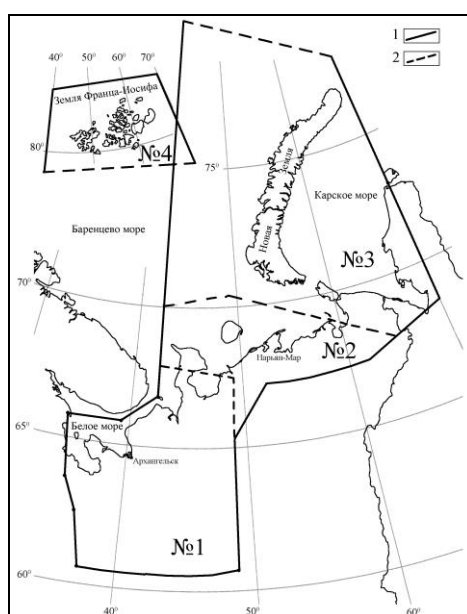 1
2
40° 50° 60° 70°
Земля Франца-Иосифа
80°
№4
75°
Новая Земля
Карское море
Баренцево море
№3
70°
№2
Нарьян-Мар
65°
Белое море
Архангельск
№1
60°
40°
50°
60°